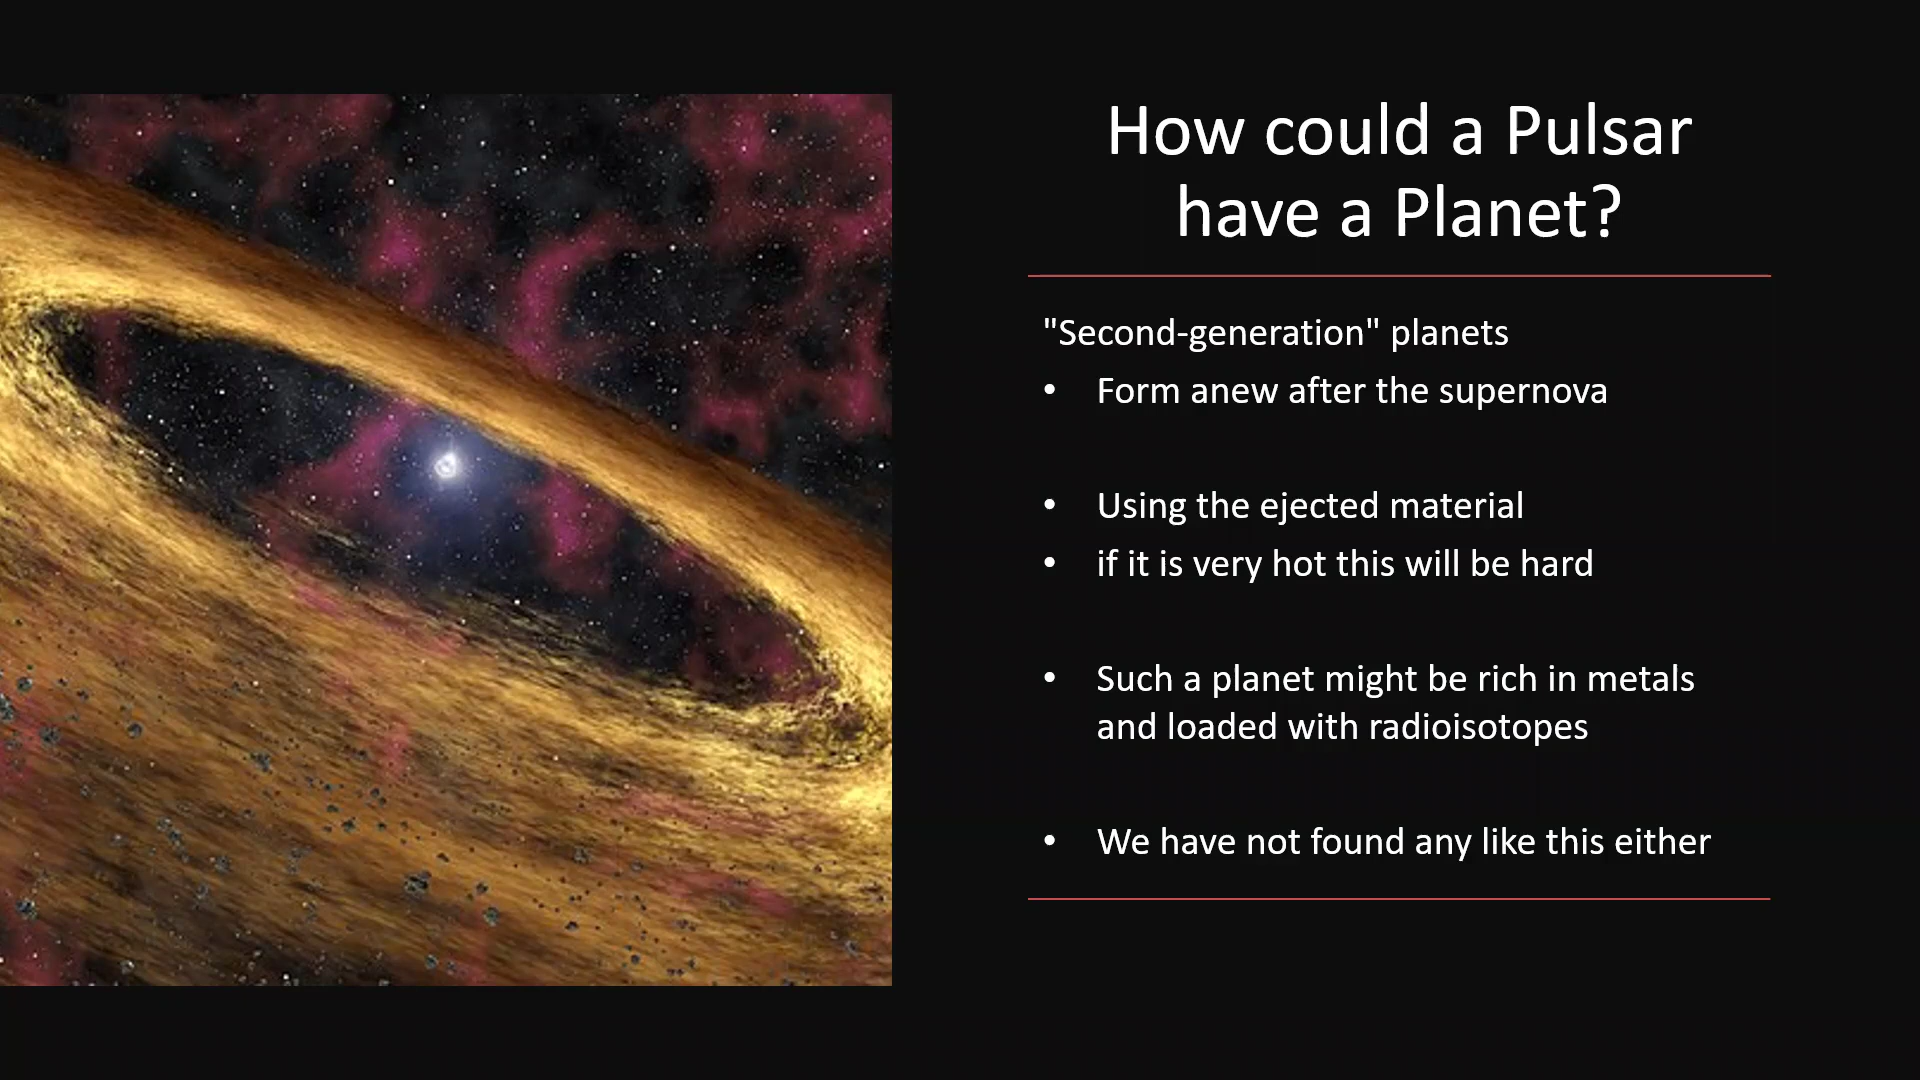 How could a Pulsar
have a Planet?
"Second-generation" planets
• Form anew after the supernova
• Using the ejected material
• if it is very hot this will be hard
• Such a planet might be rich in metals
and loaded with radioisotopes
• We have not found any like this either